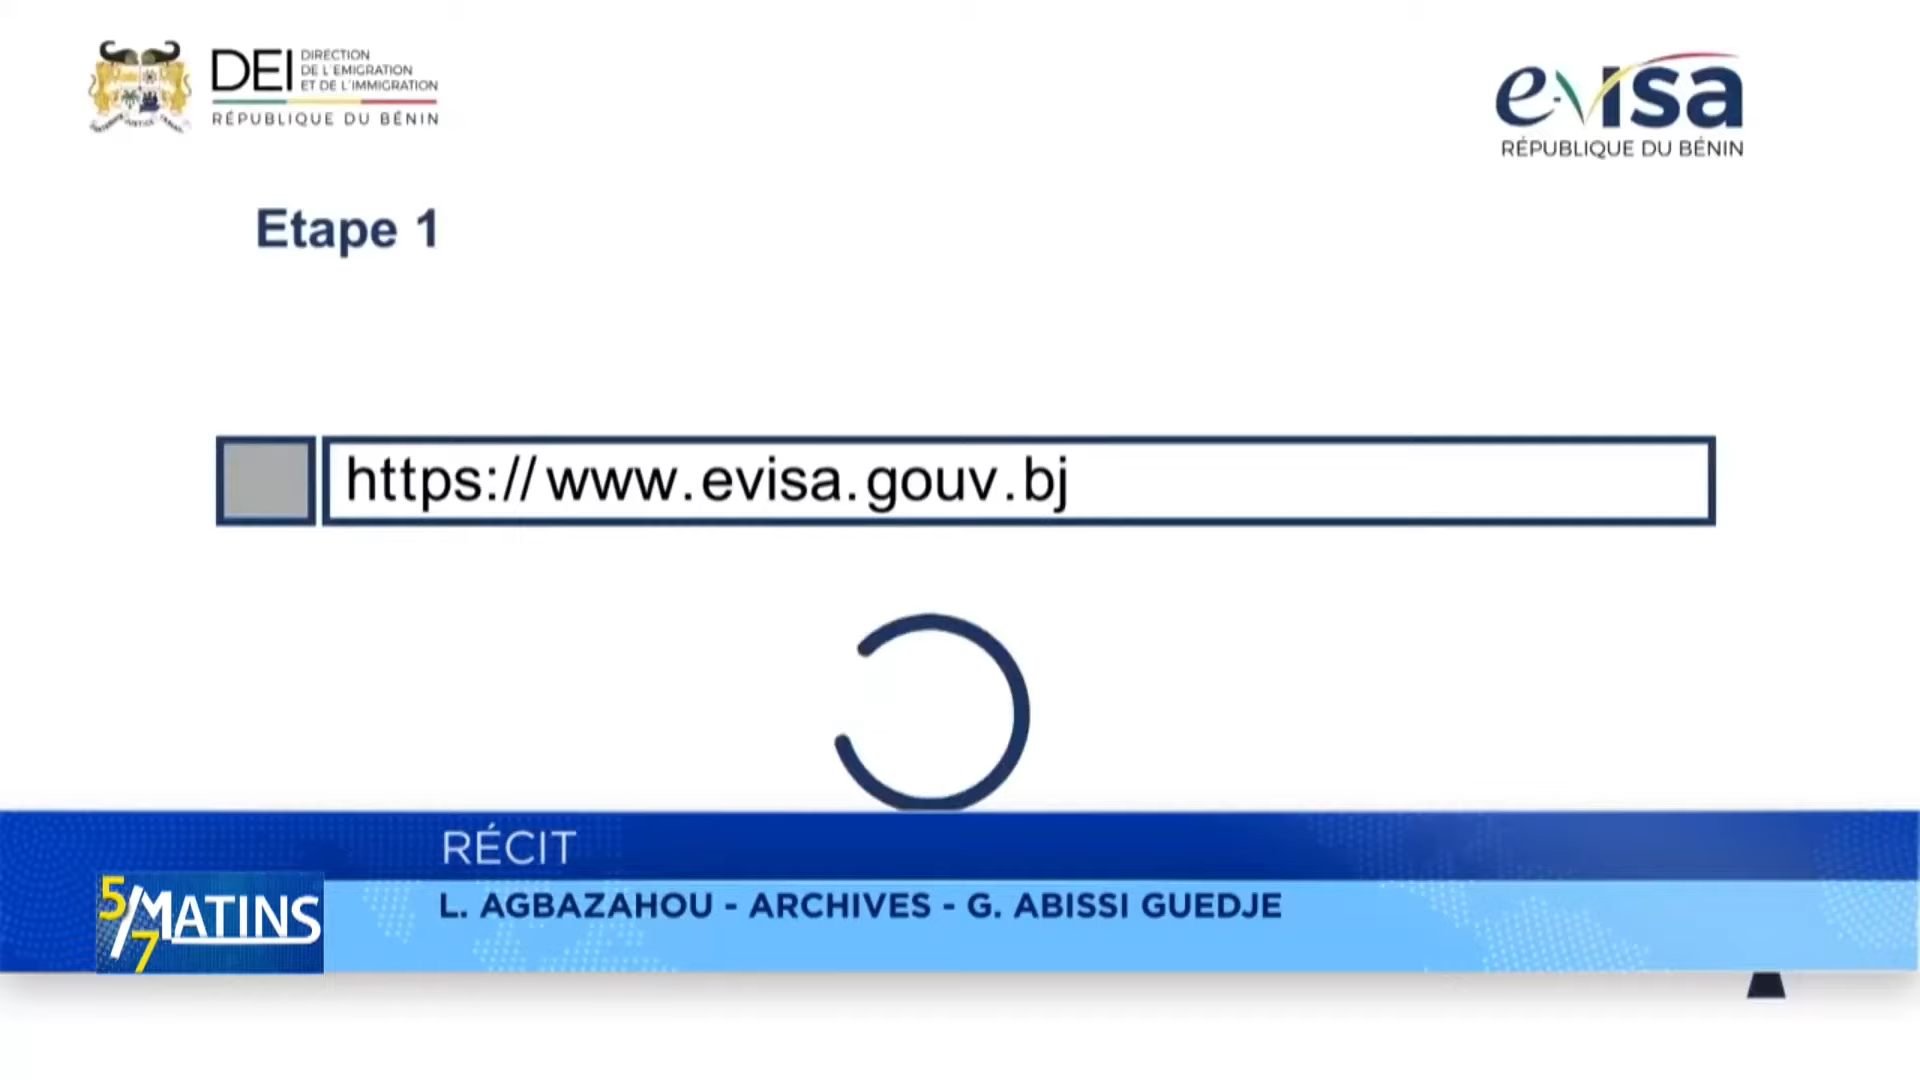 DEI DIRECTION
DE L'EMIGRATION
ET DE L'IMMIGRATION
RÉPUBLIQUE DU BÉNIN
e-visa
RÉPUBLIQUE DU BÉNIN
Etape 1
https://www.evisa.gouv.bj
RÉCIT
5/7 MATINS
L. AGBAZAHOU - ARCHIVES - G. ABISSI GUEDJE